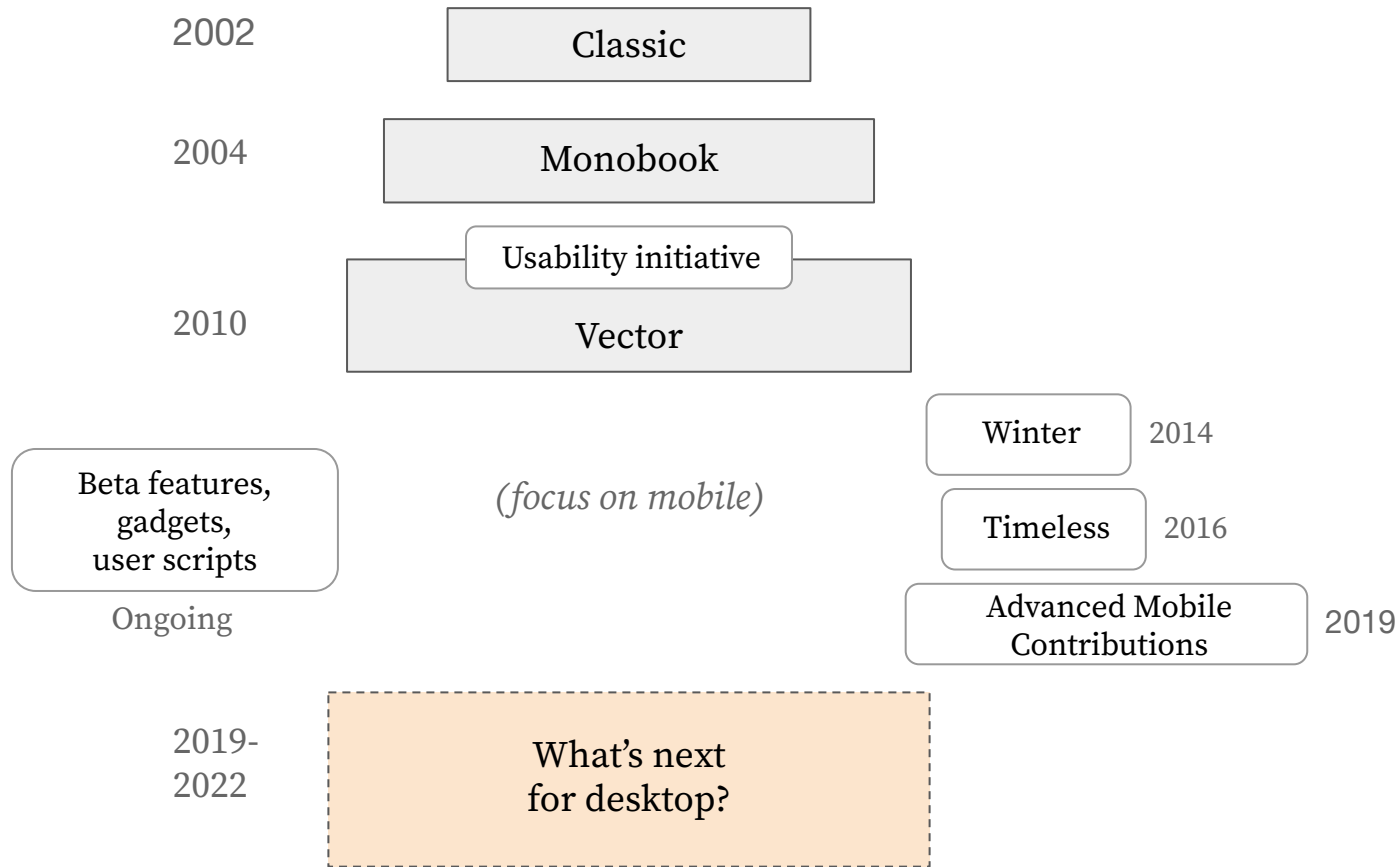 2002
Classic
2004
Monobook
Usability initiative
2010
Vector
Winter
2014
Beta features,
gadgets,
user scripts
Ongoing
(focus on mobile)
Timeless
2016
Advanced Mobile
Contributions
2019
2019-
2022
What’s next
for desktop?